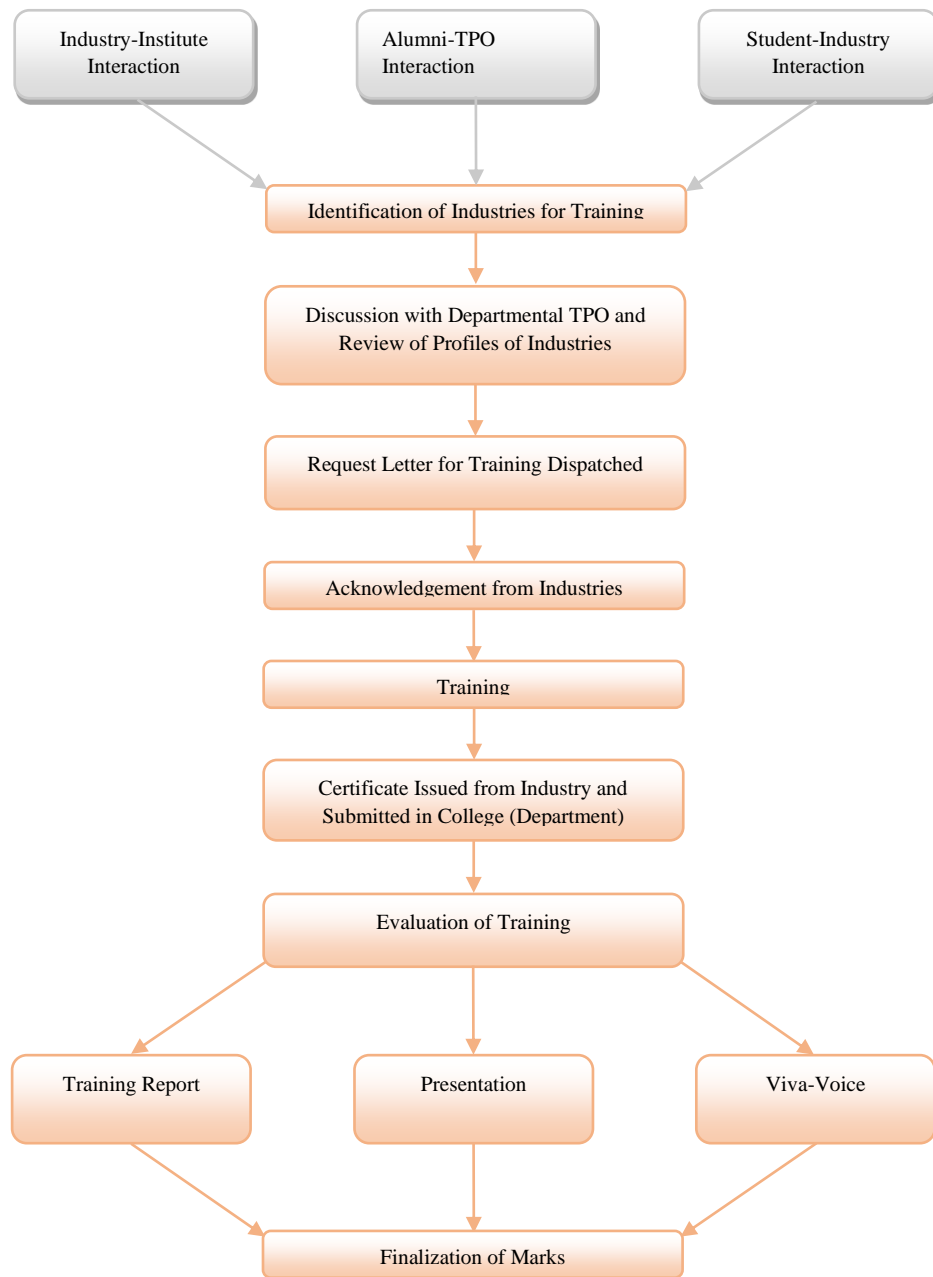 Industry-Institute
Interaction
Alumni-TPO
Interaction
Student-Industry
Interaction
Identification of Industries for Training
Discussion with Departmental TPO and
Review of Profiles of Industries
Request Letter for Training Dispatched
Acknowledgement from Industries
Training
Certificate Issued from Industry and
Submitted in College (Department)
Evaluation of Training
Training Report
Presentation
Viva-Voice
Finalization of Marks